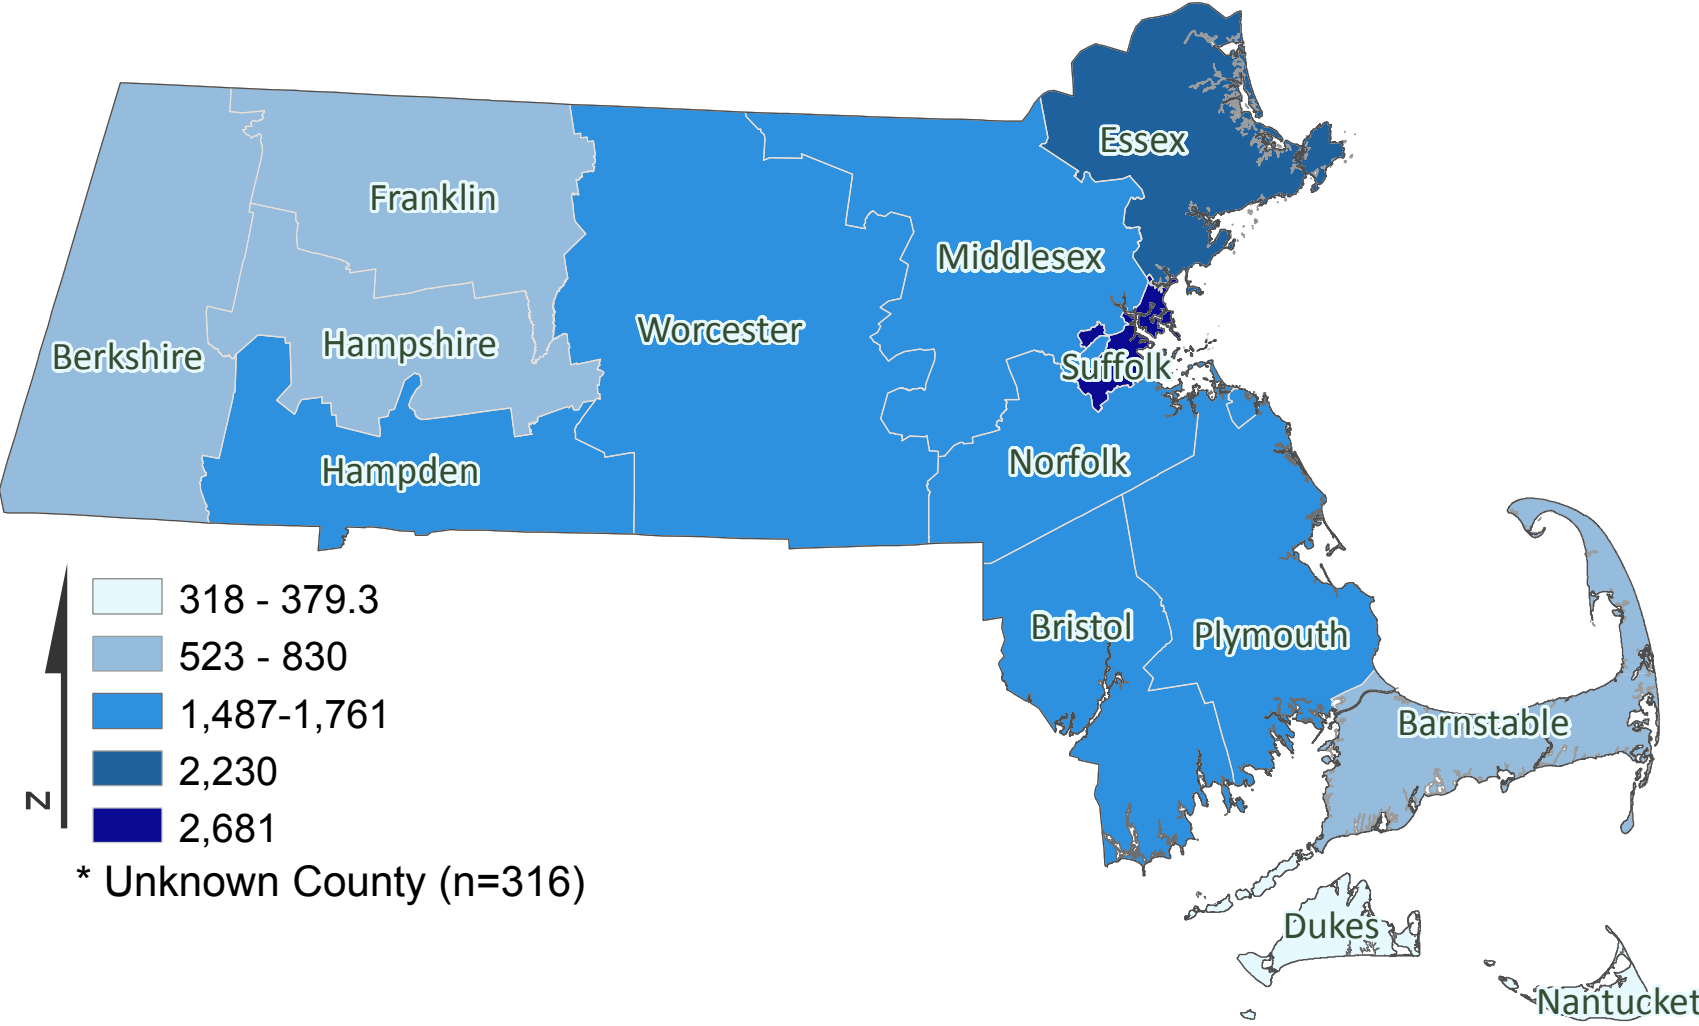 Essex
Franklin
Middlesex
Worcester
Hampshire
Berkshire
Suffolk
Norfolk
Hampden
318 - 379.3
523 - 830
1,487-1,761
2,230
2,681
N
* Unknown County (n=316)
Bristol
Plymouth
Barnstable
Dukes
Nantucket